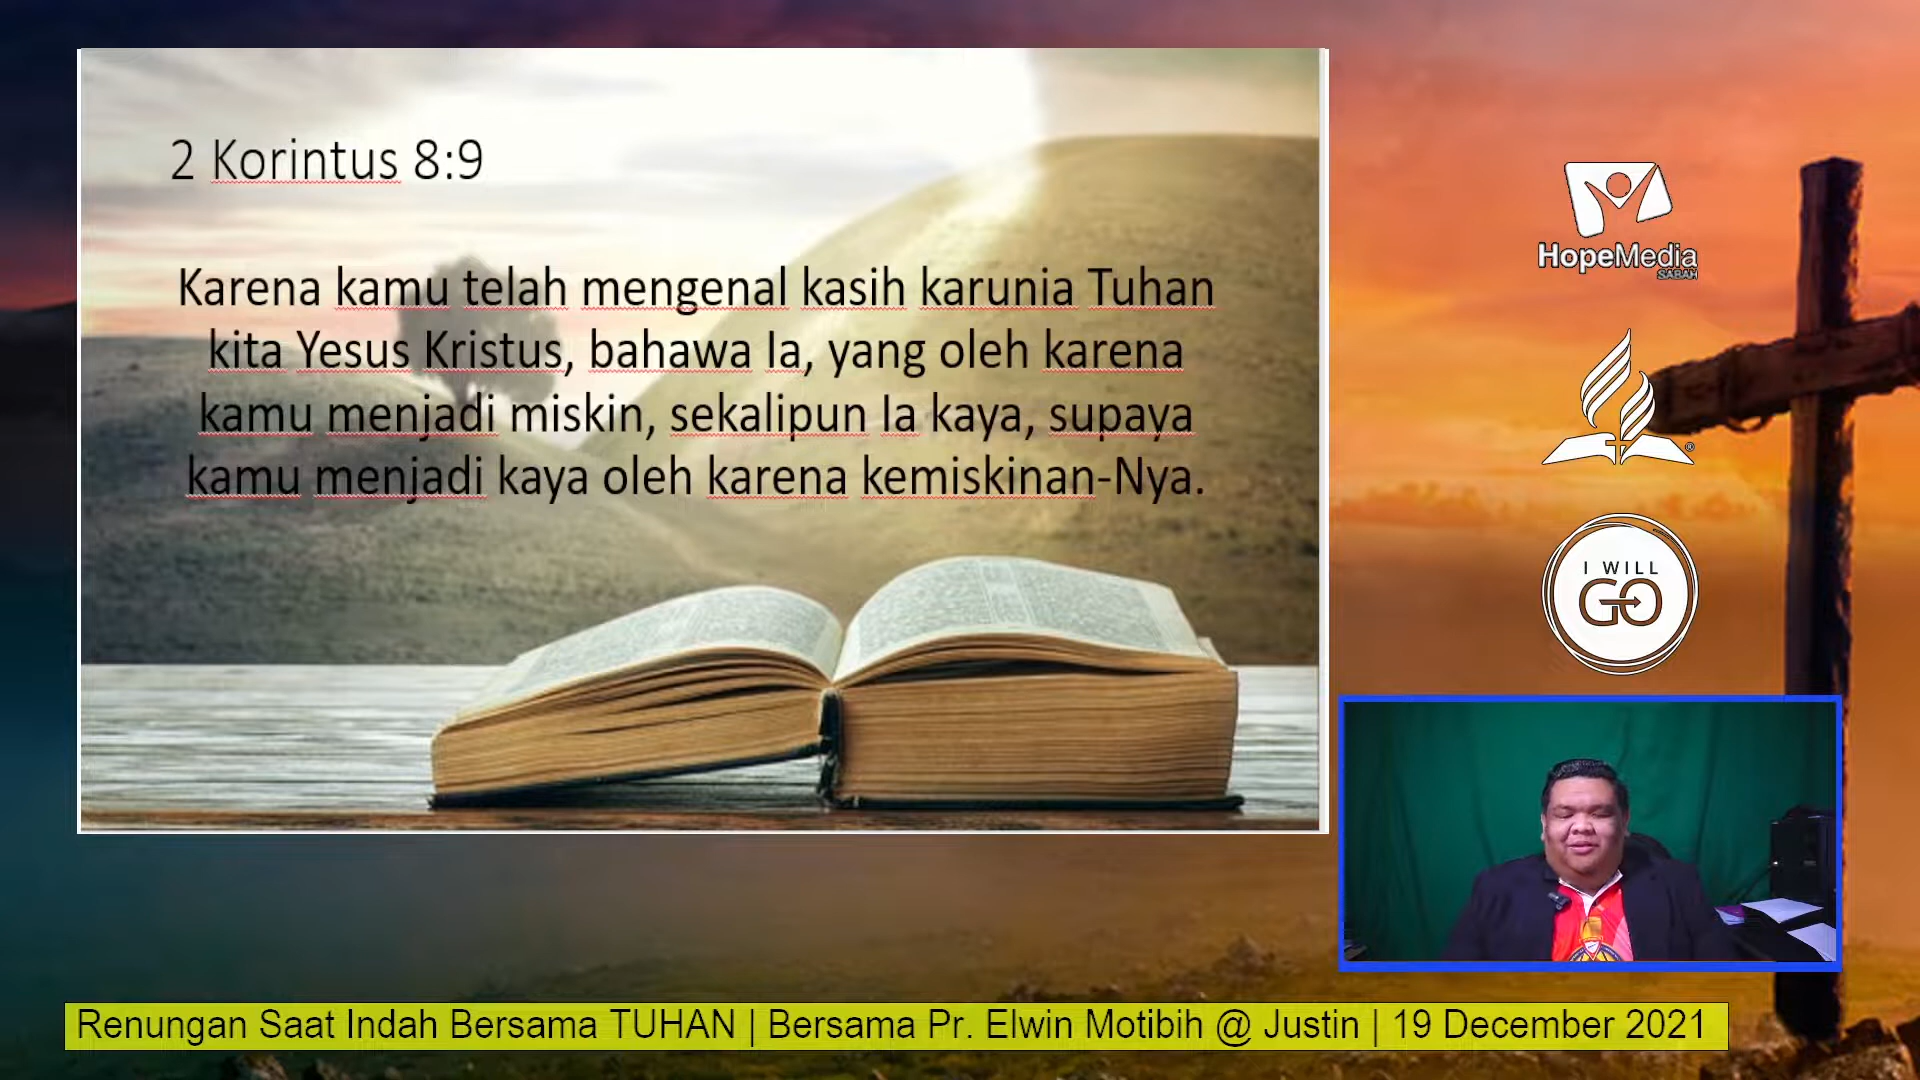 2 Korintus 8:9
Karena kamu telah mengenal kasih karunia Tuhan
kita Yesus Kristus, bahawa Ia, yang oleh karena
kamu menjadi miskin, sekalipun Ia kaya, supaya
kamu menjadi kaya oleh karena kemiskinan-Nya.
HopeMedia
SABAH
®
I WILL
GO
Renungan Saat Indah Bersama TUHAN | Bersama Pr. Elwin Motibih @ Justin | 19 December 2021